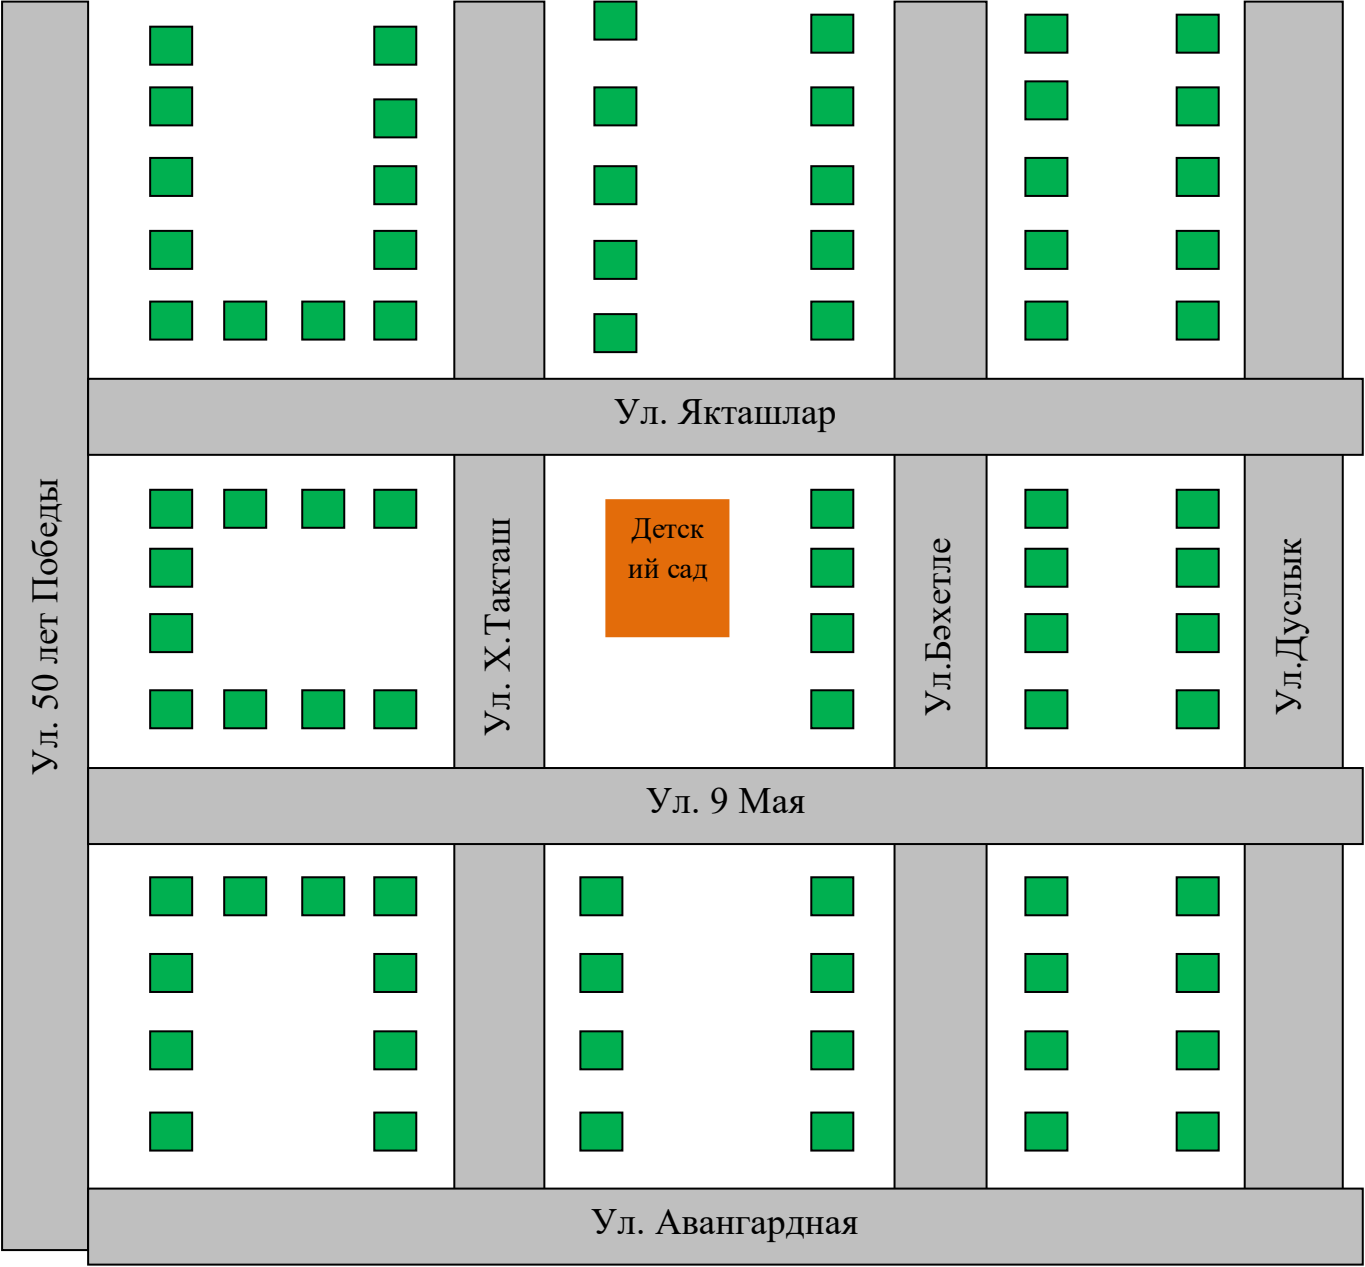 Ул. Якташлар
Ул. 50 лет Победы
Ул. Х.Такташ
Детск
ий сад
Ул.Бәхетле
Ул.Дуслык
Ул. 9 Мая
Ул. Авангардная